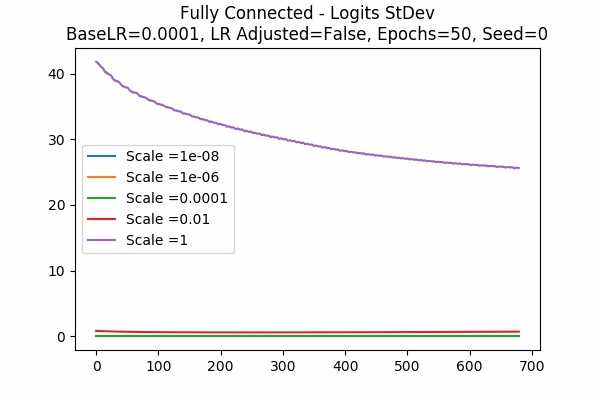 Fully Connected - Logits StDev
BaseLR=0.0001, LR Adjusted=False, Epochs=50, Seed=0
40
30
20
10
0
Scale =1e-08
Scale =1e-06
Scale =0.0001
Scale =0.01
Scale =1
0 100 200 300 400 500 600 700